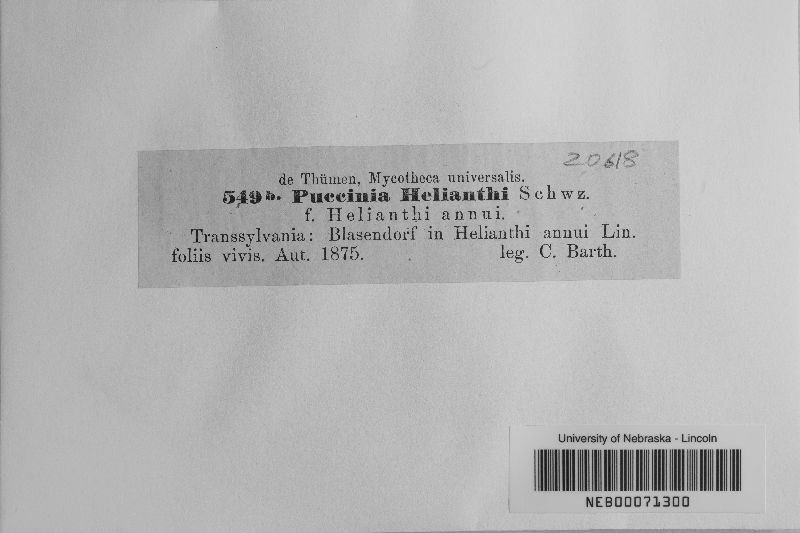 20618
de Thümen, Mycotheca universalis.
549 b. Puccinia Helianthi Schwz.
f. Helianthi annui.
Transsylvania: Blasendorf in Helianthi annui Lin.
foliis vivis. Aut. 1875. leg. C. Barth.
University of Nebraska - Lincoln
NEB00071300